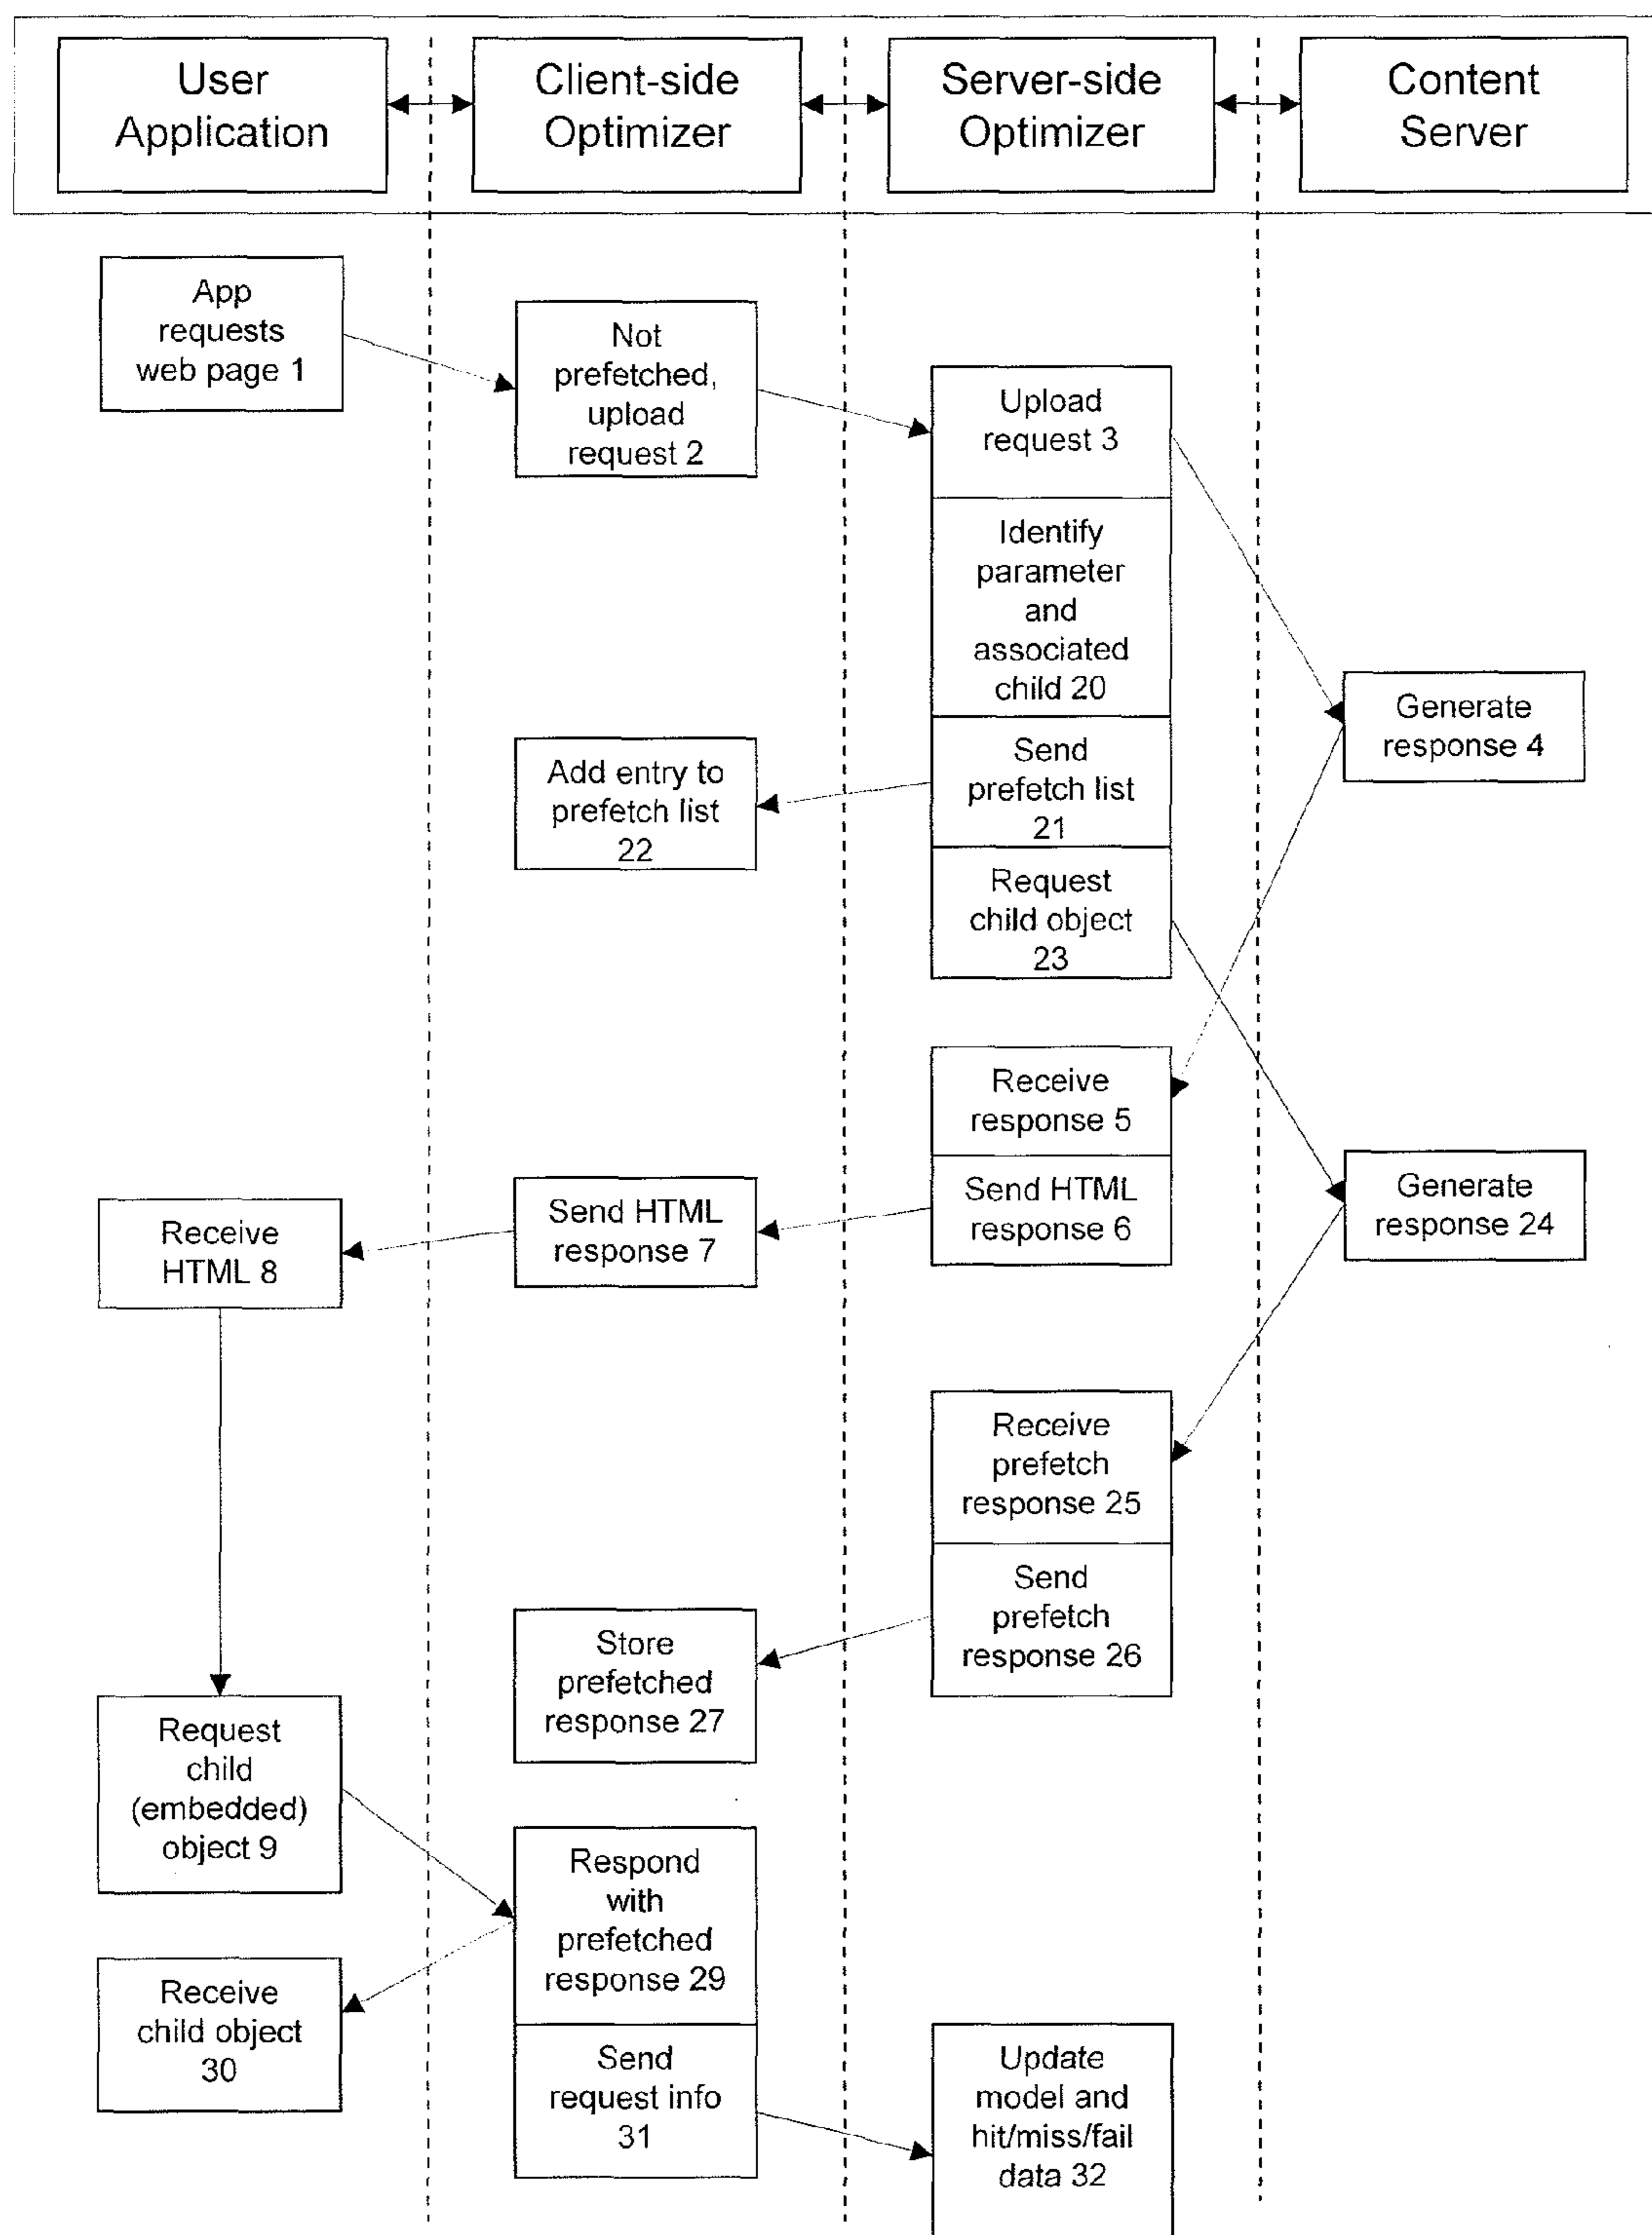 User
Application
Client-side
Optimizer
Server-side
Optimizer
Content
Server
App
requests
web page 1
Not
prefetched,
upload
request 2
Upload
request 3
Identify
parameter
and
associated
child 20
Generate
response 4
Send
prefetch list
21
Add entry to
prefetch list
22
Request
child object
23
Receive
response 5
Send HTML
response 6
Generate
response 24
Send HTML
response 7
Receive
HTML 8
Receive
prefetch
response 25
Send
prefetch
response 26
Store
prefetched
response 27
Request
child
(embedded)
object 9
Respond
with
prefetched
response 29
Receive
child object
30
Send
request info
31
Update
model and
hit/miss/fail
data 32